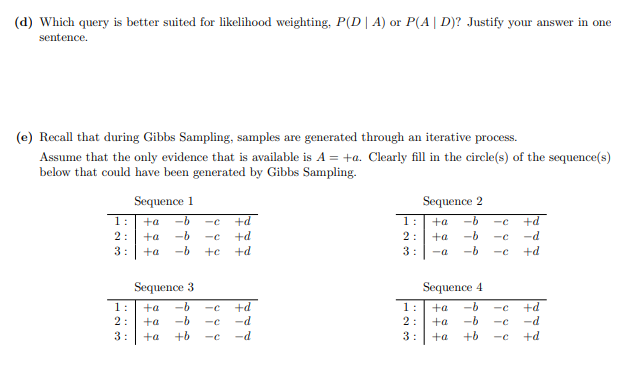 (d) Which query is better suited for likelihood weighting, P(D | A) or P(A | D)? Justify your answer in one
sentence.
(e) Recall that during Gibbs Sampling, samples are generated through an iterative process.
Assume that the only evidence that is available is A = +a. Clearly fill in the circle(s) of the sequence(s)
below that could have been generated by Gibbs Sampling.
Sequence 1
1 : +a −b −c +d
2 : +a −b −c +d
3 : +a −b +c +d
Sequence 2
1 : +a −b −c +d
2 : +a −b −c −d
3 : −a −b −c +d
Sequence 3
1 : +a −b −c +d
2 : +a −b −c −d
3 : +a +b −c −d
Sequence 4
1 : +a −b −c +d
2 : +a −b −c −d
3 : +a +b −c +d